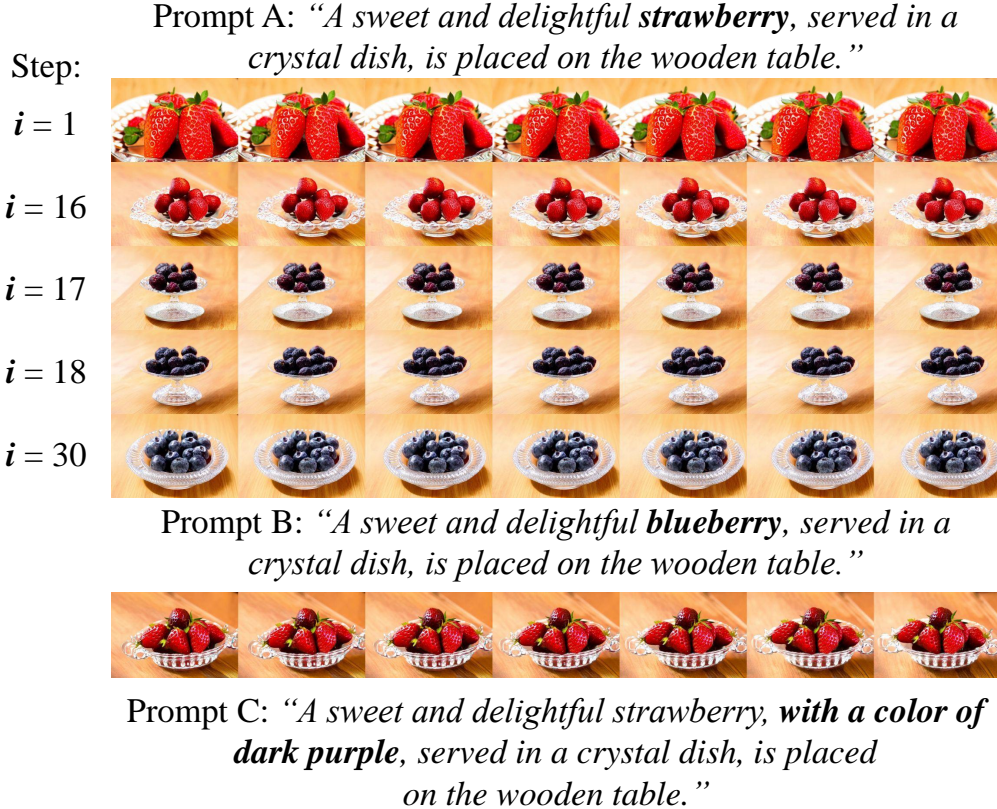 Prompt A: “A sweet and delightful strawberry, served in a
crystal dish, is placed on the wooden table.”
Step:
i = 1
i = 16
i = 17
i = 18
i = 30
Prompt B: “A sweet and delightful blueberry, served in a
crystal dish, is placed on the wooden table.”
Prompt C: “A sweet and delightful strawberry, with a color of
dark purple, served in a crystal dish, is placed
on the wooden table.”